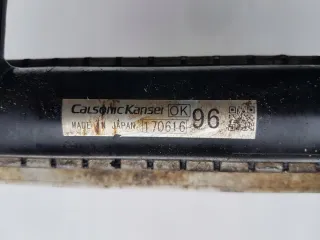 CalsonicKansei OK 96
MADE IN JAPAN 170616